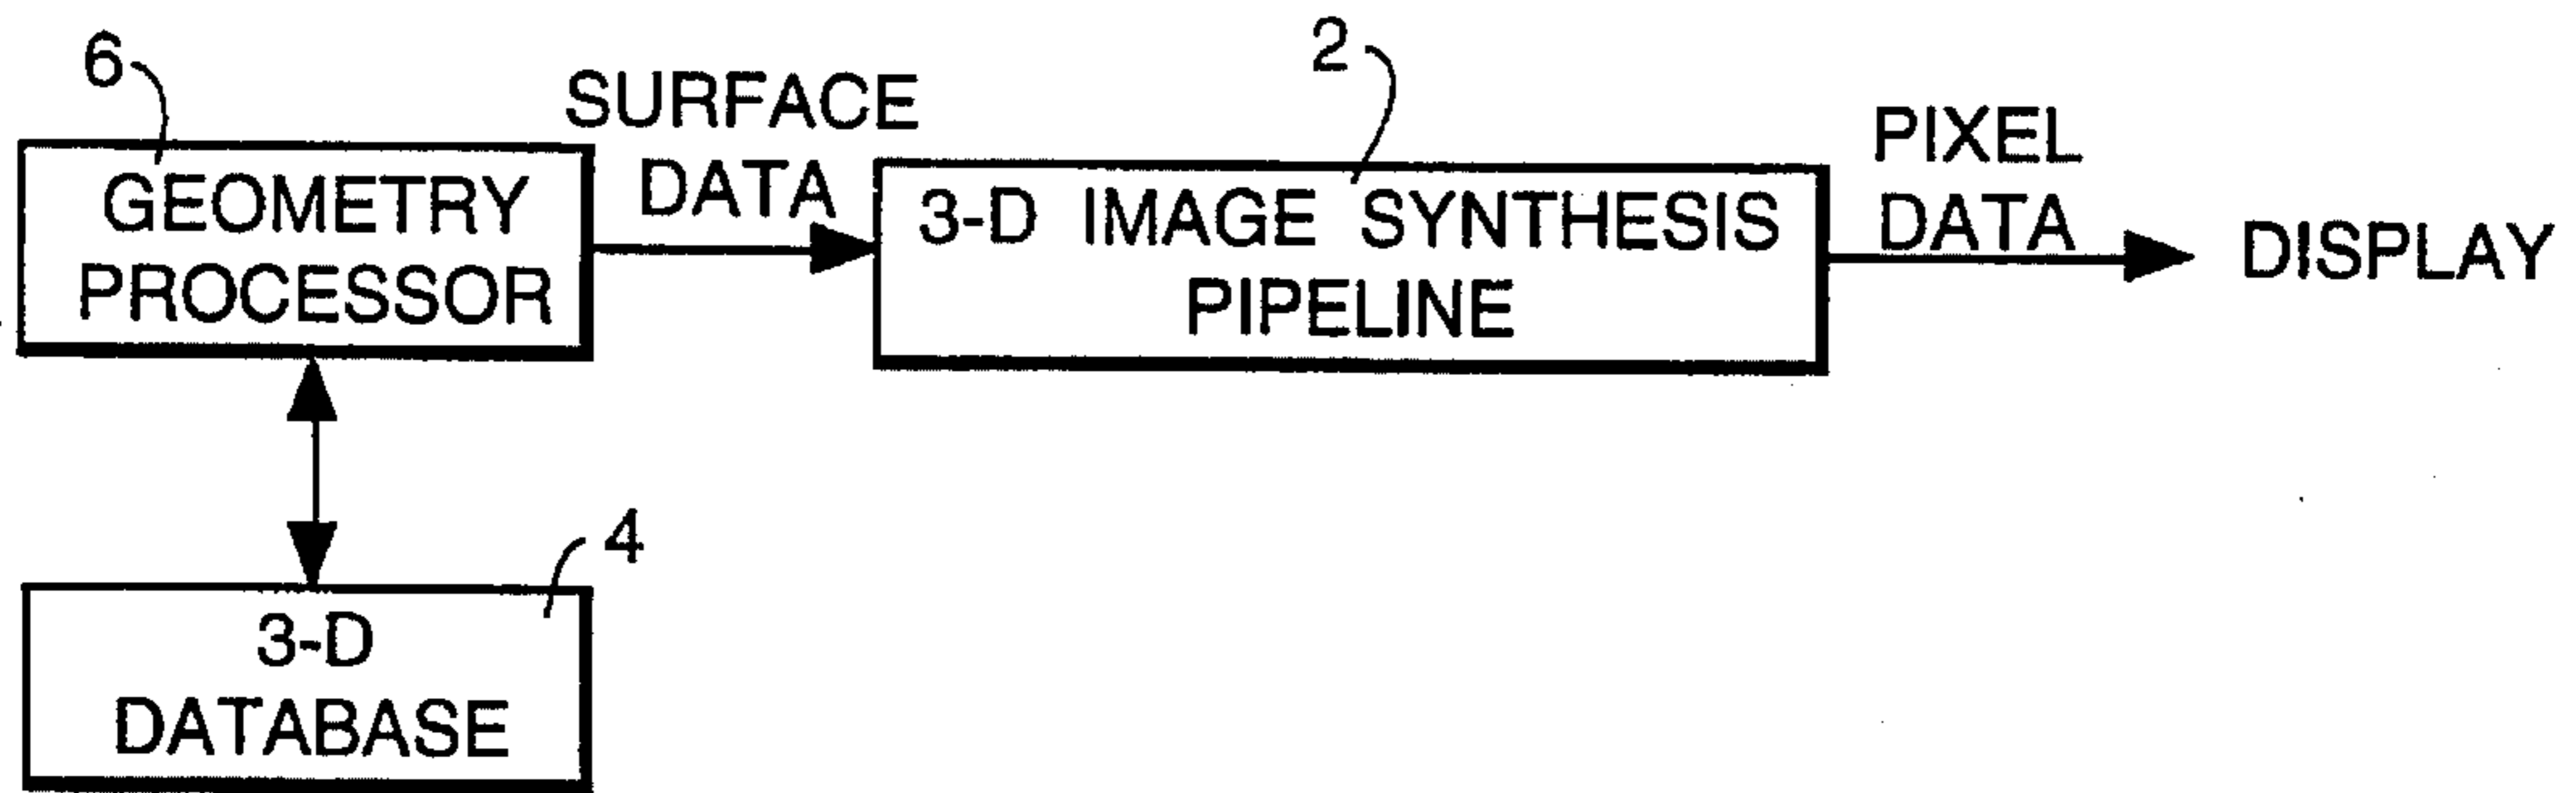 6
GEOMETRY
PROCESSOR
SURFACE
DATA
2
3-D IMAGE SYNTHESIS
PIPELINE
PIXEL
DATA
DISPLAY
4
3-D
DATABASE